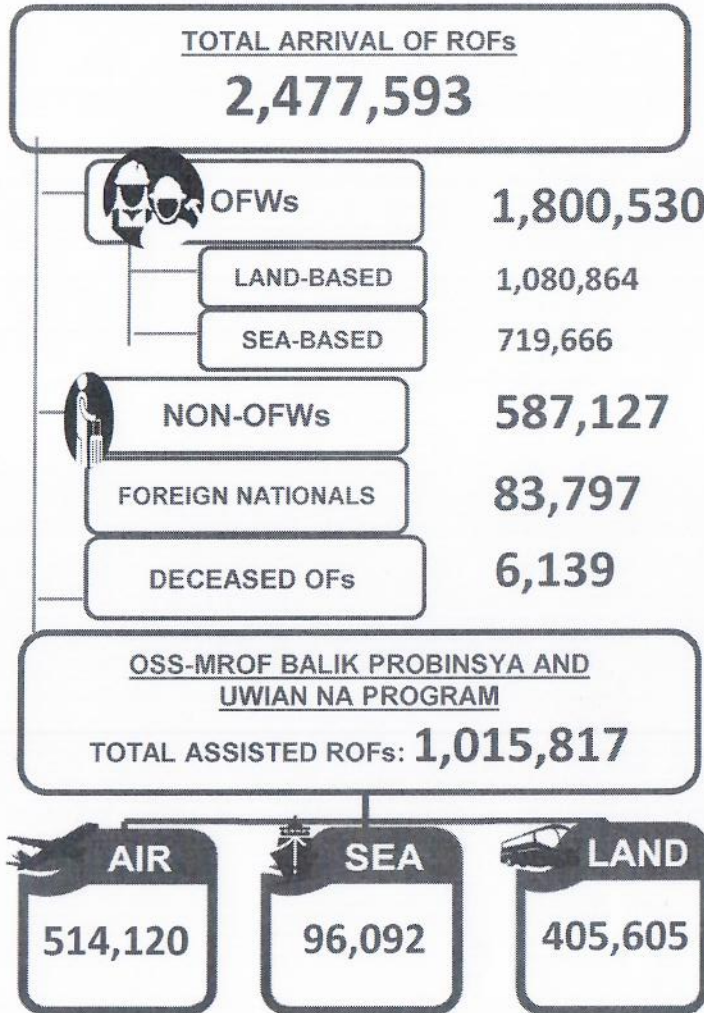 TOTAL ARRIVAL OF ROFs
2,477,593
OFWs 1,800,530
LAND-BASED 1,080,864
SEA-BASED 719,666
NON-OFWs 587,127
FOREIGN NATIONALS 83,797
DECEASED OFs 6,139
OSS-MROF BALIK PROBINSYA AND
UWIAN NA PROGRAM
TOTAL ASSISTED ROFs: 1,015,817
AIR SEA LAND
514,120 96,092 405,605